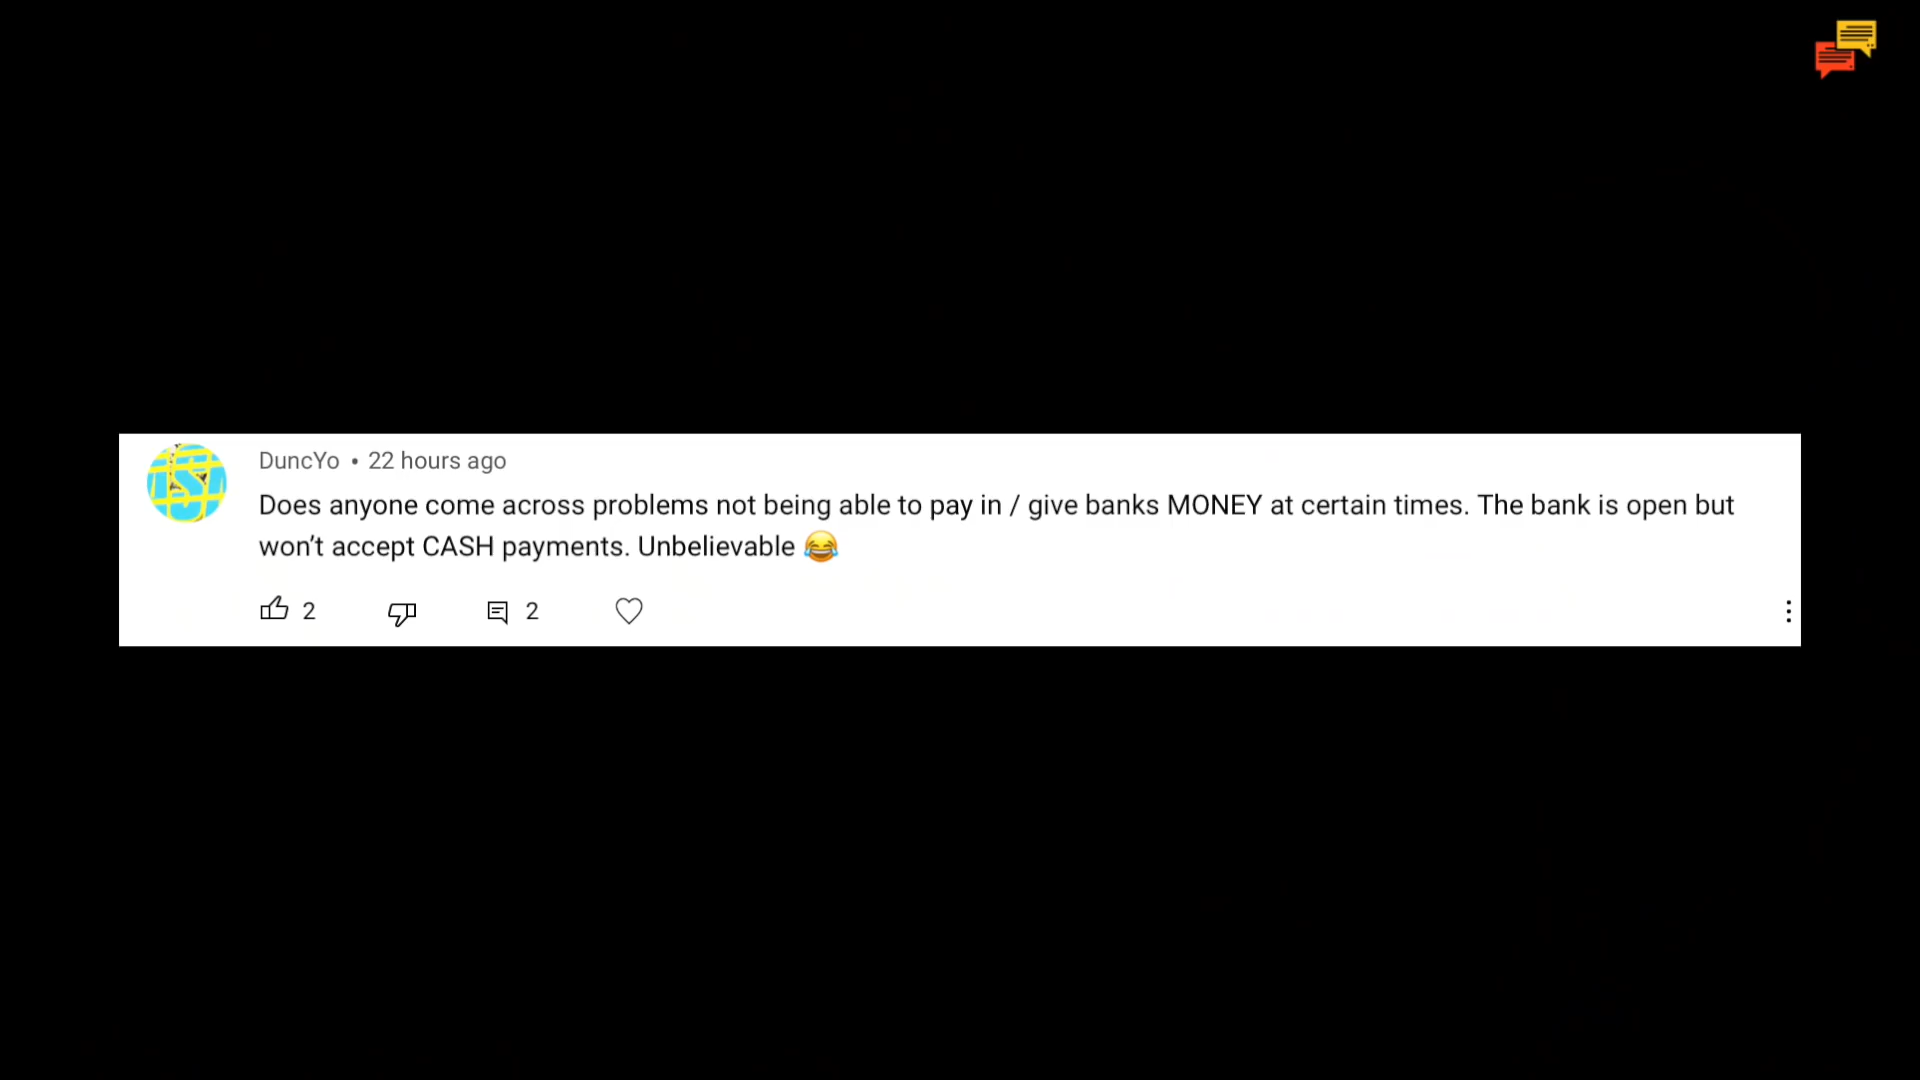 DuncYo • 22 hours ago
Does anyone come across problems not being able to pay in / give banks MONEY at certain times. The bank is open but
won’t accept CASH payments. Unbelievable 😂
2 2